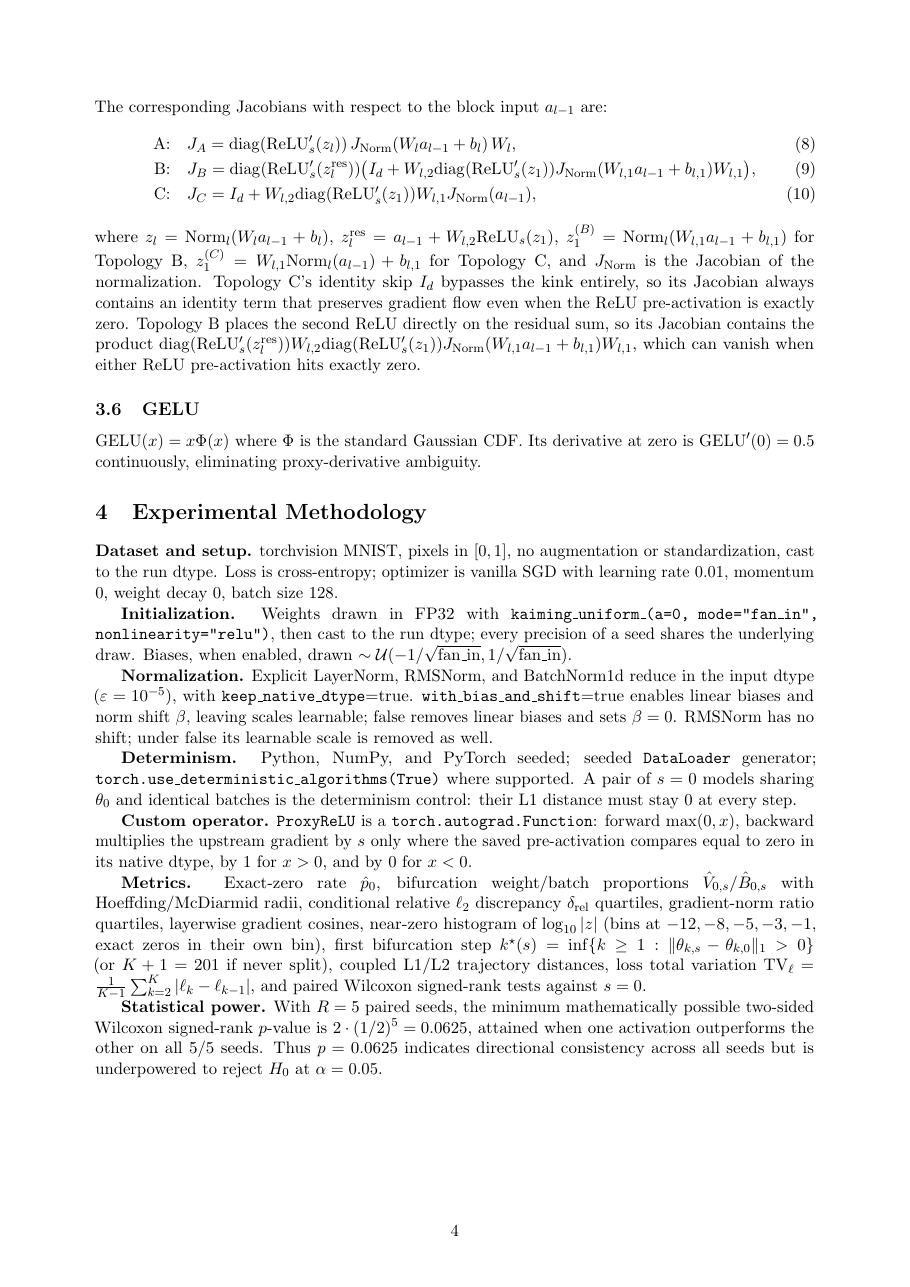 The corresponding Jacobians with respect to the block input a_{l−1} are:
A: J_A = diag(ReLU′_s(z_l)) J_Norm(W_l a_{l−1} + b_l) W_l, (8)
B: J_B = diag(ReLU′_s(z_l^res))(I_d + W_{l,2}diag(ReLU′_s(z_1))J_Norm(W_{l,1}a_{l−1} + b_{l,1})W_{l,1}), (9)
C: J_C = I_d + W_{l,2}diag(ReLU′_s(z_1))W_{l,1}J_Norm(a_{l−1}), (10)
where z_l = Norm_l(W_l a_{l−1} + b_l), z_l^res = a_{l−1} + W_{l,2}ReLU_s(z_1), z_1^(B) = Norm_l(W_{l,1}a_{l−1} + b_{l,1}) for
Topology B, z_1^(C) = W_{l,1}Norm_l(a_{l−1}) + b_{l,1} for Topology C, and J_Norm is the Jacobian of the
normalization. Topology C's identity skip I_d bypasses the kink entirely, so its Jacobian always
contains an identity term that preserves gradient flow even when the ReLU pre-activation is exactly
zero. Topology B places the second ReLU directly on the residual sum, so its Jacobian contains the
product diag(ReLU′_s(z_l^res))W_{l,2}diag(ReLU′_s(z_1))J_Norm(W_{l,1}a_{l−1} + b_{l,1})W_{l,1}, which can vanish when
either ReLU pre-activation hits exactly zero.
3.6 GELU
GELU(x) = xΦ(x) where Φ is the standard Gaussian CDF. Its derivative at zero is GELU′(0) = 0.5
continuously, eliminating proxy-derivative ambiguity.
4 Experimental Methodology
Dataset and setup. torchvision MNIST, pixels in [0, 1], no augmentation or standardization, cast
to the run dtype. Loss is cross-entropy; optimizer is vanilla SGD with learning rate 0.01, momentum
0, weight decay 0, batch size 128.
Initialization. Weights drawn in FP32 with kaiming_uniform_(a=0, mode="fan_in",
nonlinearity="relu"), then cast to the run dtype; every precision of a seed shares the underlying
draw. Biases, when enabled, drawn ∼ U(−1/√fan_in, 1/√fan_in).
Normalization. Explicit LayerNorm, RMSNorm, and BatchNorm1d reduce in the input dtype
(ε = 10^{−5}), with keep_native_dtype=true. with_bias_and_shift=true enables linear biases and
norm shift β, leaving scales learnable; false removes linear biases and sets β = 0. RMSNorm has no
shift; under false its learnable scale is removed as well.
Determinism. Python, NumPy, and PyTorch seeded; seeded DataLoader generator;
torch.use_deterministic_algorithms(True) where supported. A pair of s = 0 models sharing
θ_0 and identical batches is the determinism control: their L1 distance must stay 0 at every step.
Custom operator. ProxyReLU is a torch.autograd.Function: forward max(0, x), backward
multiplies the upstream gradient by s only where the saved pre-activation compares equal to zero in
its native dtype, by 1 for x > 0, and by 0 for x < 0.
Metrics. Exact-zero rate p̂_0, bifurcation weight/batch proportions V̂_{0,s}/B̂_{0,s} with
Hoeffding/McDiarmid radii, conditional relative ℓ_2 discrepancy δ_rel quartiles, gradient-norm ratio
quartiles, layerwise gradient cosines, near-zero histogram of log_10 |z| (bins at −12, −8, −5, −3, −1,
exact zeros in their own bin), first bifurcation step k⋆(s) = inf{k ≥ 1 : ‖θ_{k,s} − θ_{k,0}‖_1 > 0}
(or K + 1 = 201 if never split), coupled L1/L2 trajectory distances, loss total variation TV_ℓ =
1/(K−1) ∑_{k=2}^K |ℓ_k − ℓ_{k−1}|, and paired Wilcoxon signed-rank tests against s = 0.
Statistical power. With R = 5 paired seeds, the minimum mathematically possible two-sided
Wilcoxon signed-rank p-value is 2 · (1/2)^5 = 0.0625, attained when one activation outperforms the
other on all 5/5 seeds. Thus p = 0.0625 indicates directional consistency across all seeds but is
underpowered to reject H_0 at α = 0.05.
4